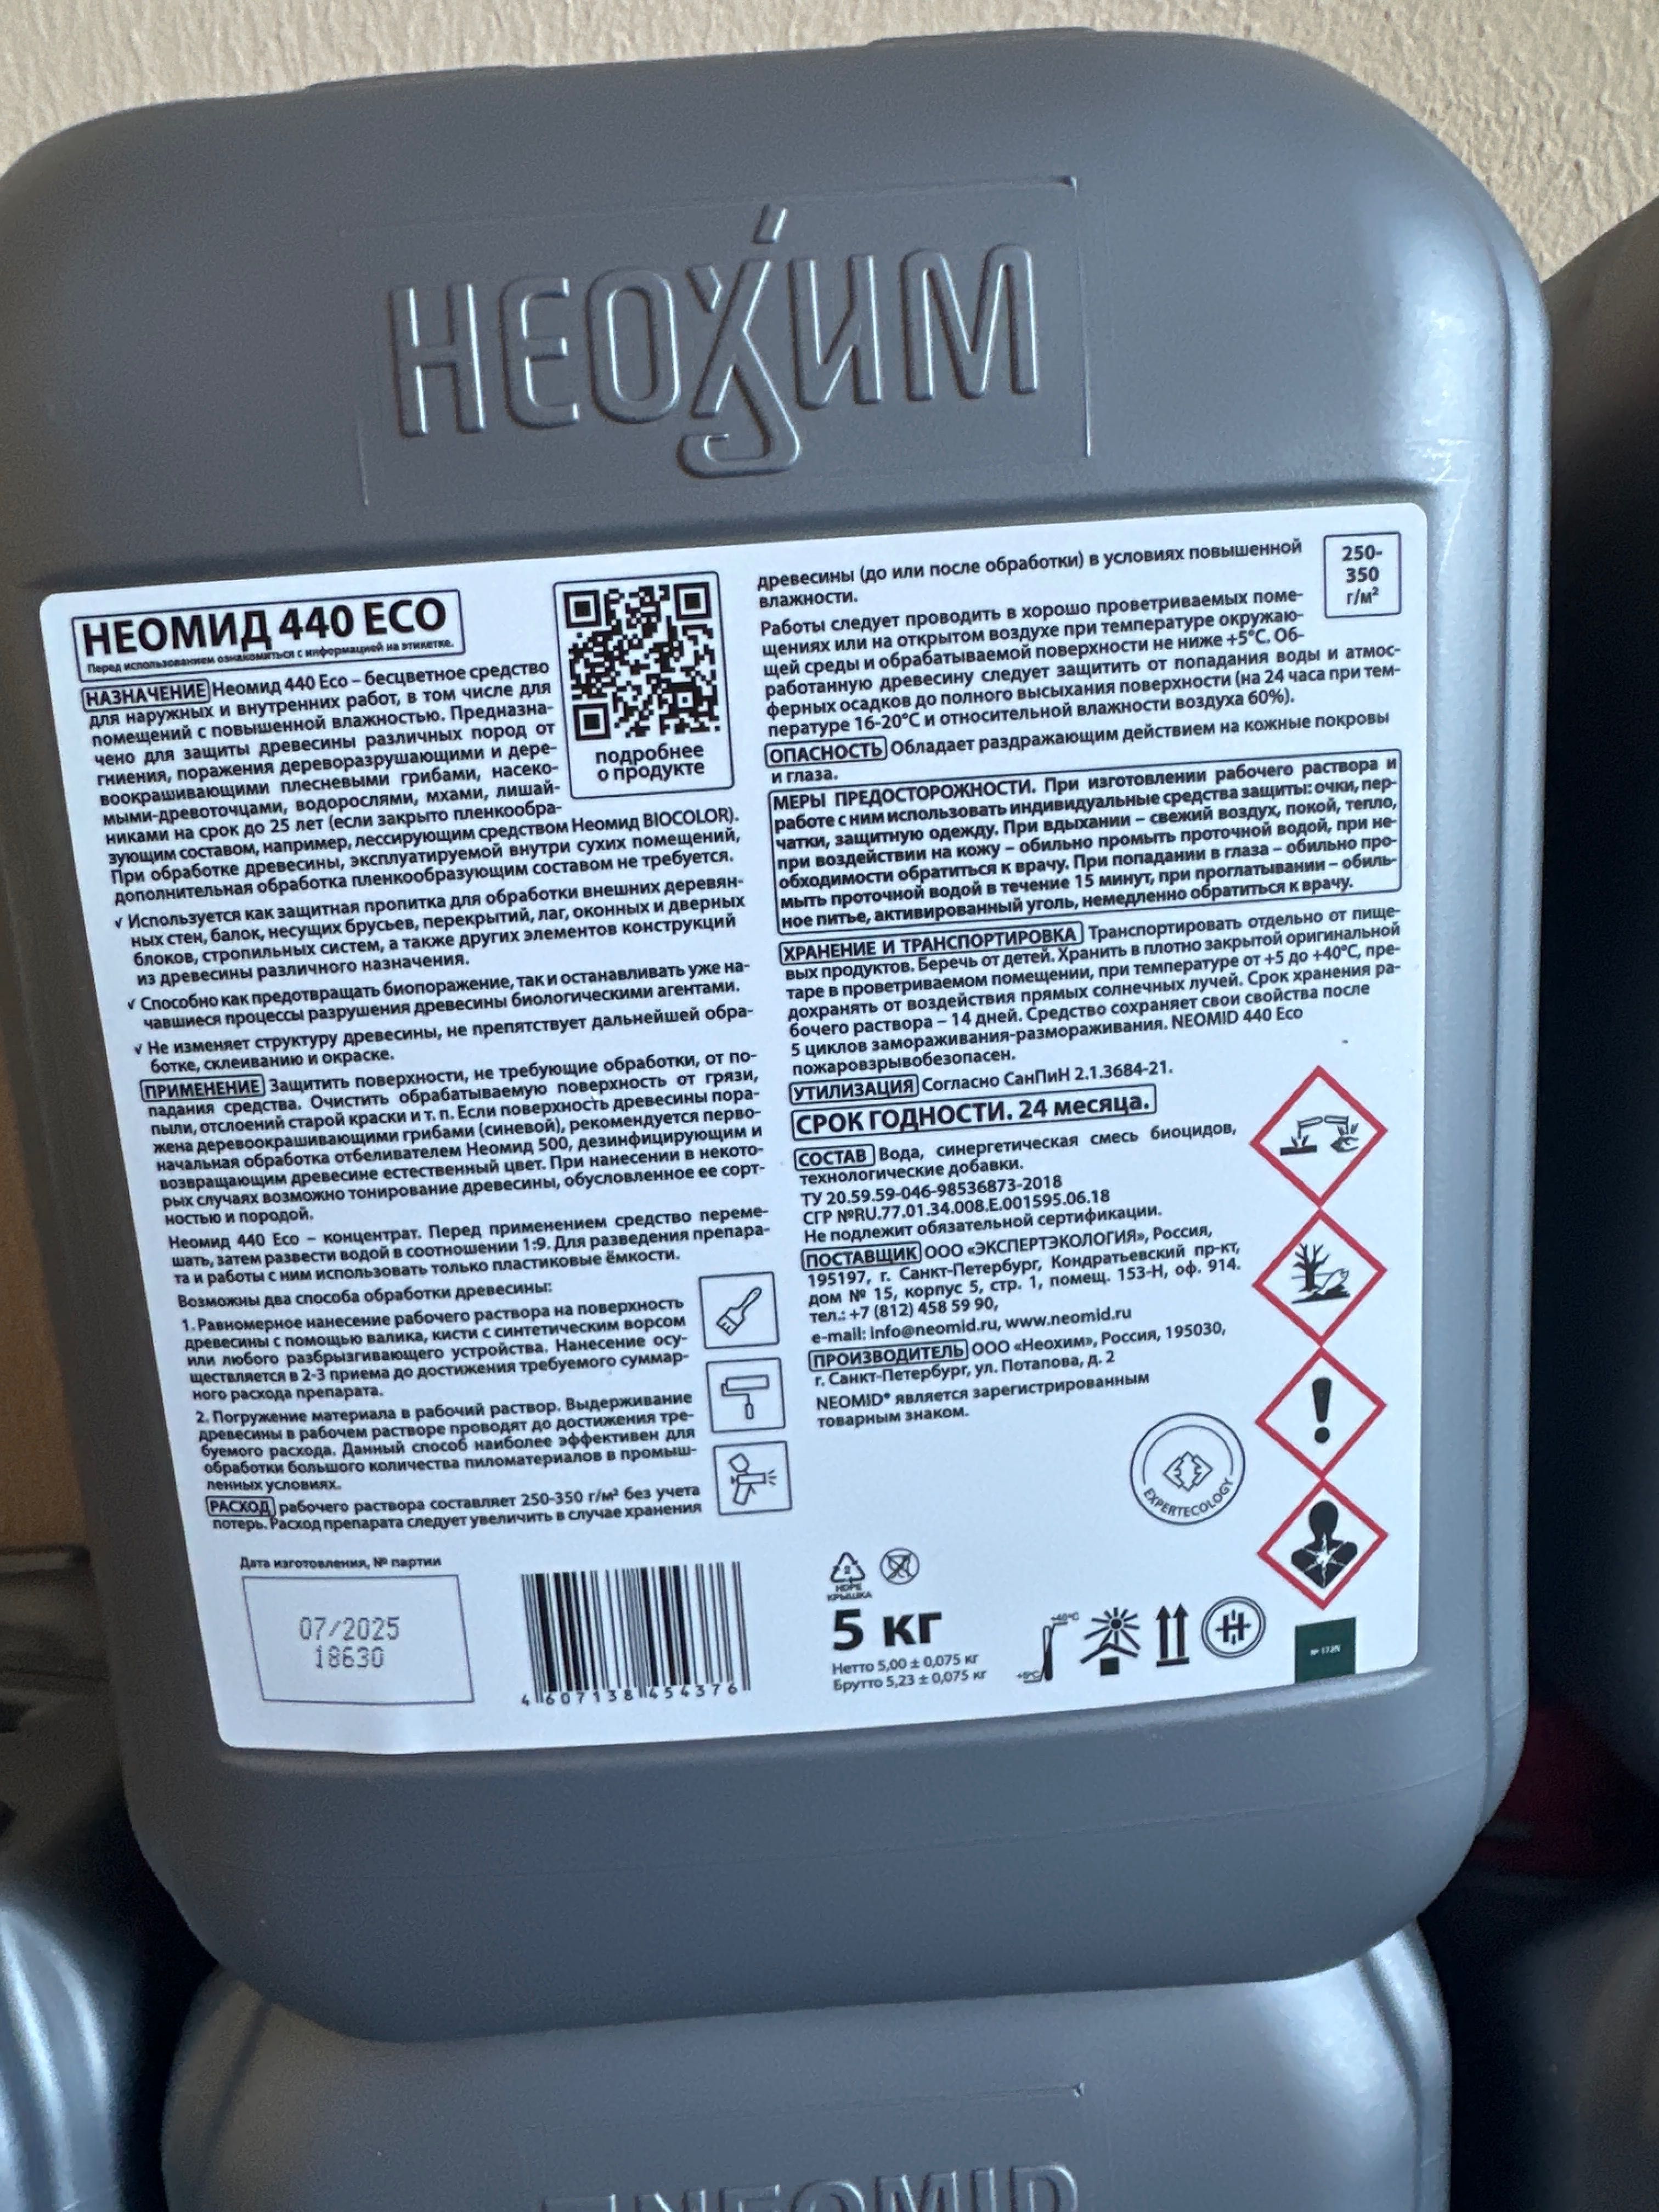 НЕОХИМ
НЕОМИД 440 ECO
Перед использованием ознакомиться с информацией на этикетке.
НАЗНАЧЕНИЕ Неомид 440 Eco – бесцветное средство
для наружных и внутренних работ, в том числе для
помещений с повышенной влажностью. Предназна-
чено для защиты древесины различных пород от
гниения, поражения дереворазрушающими и дере-
воокрашивающими плесневыми грибами, насеко-
мыми-древоточцами, водорослями, мхами, лишай-
никами на срок до 25 лет (если закрыто пленкообра-
зующим составом, например, лессирующим средством Неомид BIOCOLOR).
При обработке древесины, эксплуатируемой внутри сухих помещений,
дополнительная обработка пленкообразующим составом не требуется.
подробнее
о продукте
√ Используется как защитная пропитка для обработки внешних деревян-
ных стен, балок, несущих брусьев, перекрытий, лаг, оконных и дверных
блоков, стропильных систем, а также других элементов конструкций
из древесины различного назначения.
√ Способно как предотвращать биопоражение, так и останавливать уже на-
чавшиеся процессы разрушения древесины биологическими агентами.
√ Не изменяет структуру древесины, не препятствует дальнейшей обра-
ботке, склеиванию и окраске.
ПРИМЕНЕНИЕ Защитить поверхности, не требующие обработки, от по-
падания средства. Очистить обрабатываемую поверхность от грязи,
пыли, отслоений старой краски и т. п. Если поверхность древесины пора-
жена деревоокрашивающими грибами (синевой), рекомендуется перво-
начальная обработка отбеливателем Неомид 500, дезинфицирующим и
возвращающим древесине естественный цвет. При нанесении в некото-
рых случаях возможно тонирование древесины, обусловленное ее сорт-
ностью и породой.
Неомид 440 Eco – концентрат. Перед применением средство переме-
шать, затем развести водой в соотношении 1:9. Для разведения препара-
та и работы с ним использовать только пластиковые ёмкости.
Возможны два способа обработки древесины:
1. Равномерное нанесение рабочего раствора на поверхность
древесины с помощью валика, кисти с синтетическим ворсом
или любого разбрызгивающего устройства. Нанесение осу-
ществляется в 2-3 приема до достижения требуемого суммар-
ного расхода препарата.
2. Погружение материала в рабочий раствор. Выдерживание
древесины в рабочем растворе проводят до достижения тре-
буемого расхода. Данный способ наиболее эффективен для
обработки большого количества пиломатериалов в промыш-
ленных условиях.
РАСХОД рабочего раствора составляет 250-350 г/м² без учета
потерь. Расход препарата следует увеличить в случае хранения
Дата изготовления, № партии
07/2025
18630
4 607138 454376
древесины (до или после обработки) в условиях повышенной
влажности.
250-
350
г/м²
Работы следует проводить в хорошо проветриваемых поме-
щениях или на открытом воздухе при температуре окружаю-
щей среды и обрабатываемой поверхности не ниже +5°C. Об-
работанную древесину следует защитить от попадания воды и атмос-
ферных осадков до полного высыхания поверхности (на 24 часа при тем-
пературе 16-20°C и относительной влажности воздуха 60%).
ОПАСНОСТЬ Обладает раздражающим действием на кожные покровы
и глаза.
МЕРЫ ПРЕДОСТОРОЖНОСТИ. При изготовлении рабочего раствора и
работе с ним использовать индивидуальные средства защиты: очки, пер-
чатки, защитную одежду. При вдыхании – свежий воздух, покой, тепло,
при воздействии на кожу – обильно промыть проточной водой, при не-
обходимости обратиться к врачу. При попадании в глаза – обильно про-
мыть проточной водой в течение 15 минут, при проглатывании – обиль-
ное питье, активированный уголь, немедленно обратиться к врачу.
ХРАНЕНИЕ И ТРАНСПОРТИРОВКА Транспортировать отдельно от пище-
вых продуктов. Беречь от детей. Хранить в плотно закрытой оригинальной
таре в проветриваемом помещении, при температуре от +5 до +40°C, пре-
дохранять от воздействия прямых солнечных лучей. Срок хранения ра-
бочего раствора – 14 дней. Средство сохраняет свои свойства после
5 циклов замораживания-размораживания. NEOMID 440 Eco
пожаровзрывобезопасен.
УТИЛИЗАЦИЯ Согласно СанПиН 2.1.3684-21.
СРОК ГОДНОСТИ. 24 месяца.
СОСТАВ Вода, синергетическая смесь биоцидов,
технологические добавки.
ТУ 20.59.59-046-98536873-2018
СГР №RU.77.01.34.008.E.001595.06.18
Не подлежит обязательной сертификации.
ПОСТАВЩИК ООО «ЭКСПЕРТЭКОЛОГИЯ», Россия,
195197, г. Санкт-Петербург, Кондратьевский пр-кт,
дом № 15, корпус 5, стр. 1, помещ. 153-Н, оф. 914.
тел.: +7 (812) 458 59 90,
e-mail: info@neomid.ru, www.neomid.ru
ПРОИЗВОДИТЕЛЬ ООО «Неохим», Россия, 195030,
г. Санкт-Петербург, ул. Потапова, д. 2
NEOMID® является зарегистрированным
товарным знаком.
EXPERTECOLOGY
2
HDPE
КРЫШКА
5 кг
Нетто 5,00 ± 0,075 кг
Брутто 5,23 ± 0,075 кг
+40°C
+5°C
№ 172N
NEOMID